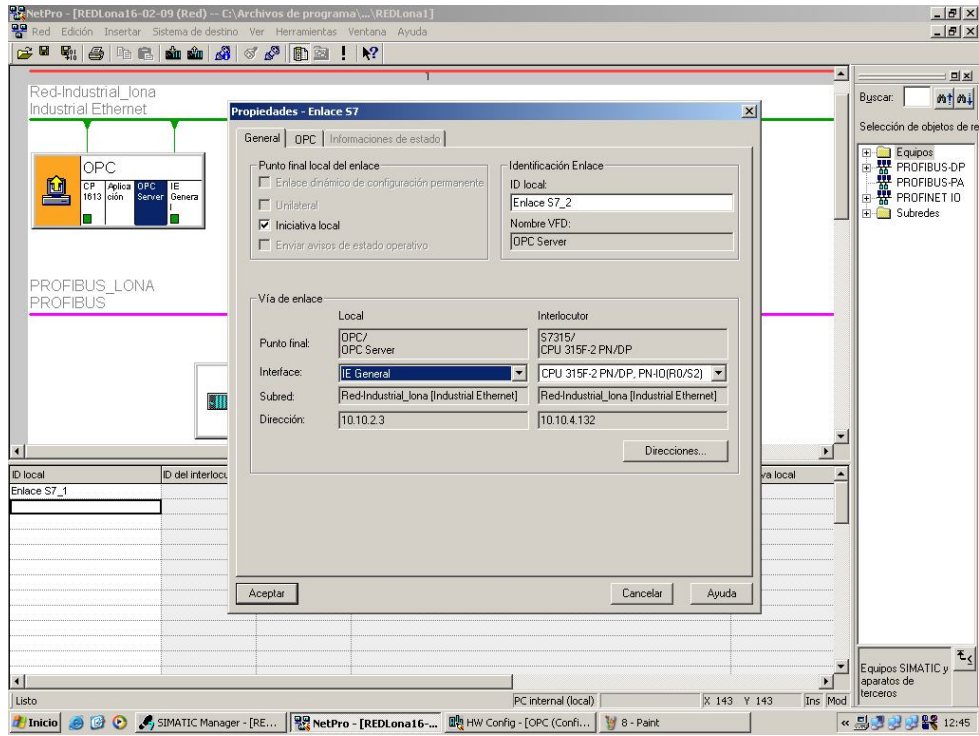 NetPro - [REDLona16-02-09 (Red) -- C:\Archivos de programa\...\REDLona1]
Red Edición Insertar Sistema de destino Ver Herramientas Ventana Ayuda
Red-Industrial_lona
Industrial Ethernet
OPC
CP 1613
Aplica ción
OPC Server
IE Genera l
PROFIBUS_LONA
PROFIBUS
Propiedades - Enlace S7
General OPC Informaciones de estado
Punto final local del enlace
Enlace dinámico de configuración permanente
Unilateral
Iniciativa local
Enviar avisos de estado operativo
Identificación Enlace
ID local:
Enlace S7_2
Nombre VFD:
OPC Server
Vía de enlace
Local Interlocutor
Punto final: OPC/ S7315/
OPC Server CPU 315F-2 PN/DP
Interface: IE General CPU 315F-2 PN/DP, PN-IO(R0/S2)
Subred: Red-Industrial_lona [Industrial Ethernet] Red-Industrial_lona [Industrial Ethernet]
Dirección: 10.10.2.3 10.10.4.132
Direcciones...
Aceptar Cancelar Ayuda
Buscar:
Selección de objetos de re
Equipos
PROFIBUS-DP
PROFIBUS-PA
PROFINET IO
Subredes
ID local ID del interlocu va local
Enlace S7_1
Equipos SIMATIC y
aparatos de
terceros
Listo PC internal (local) X 143 Y 143 Ins Mod
Inicio SIMATIC Manager - [RE... NetPro - [REDLona16-... HW Config - [OPC (Confi... 8 - Paint 12:45